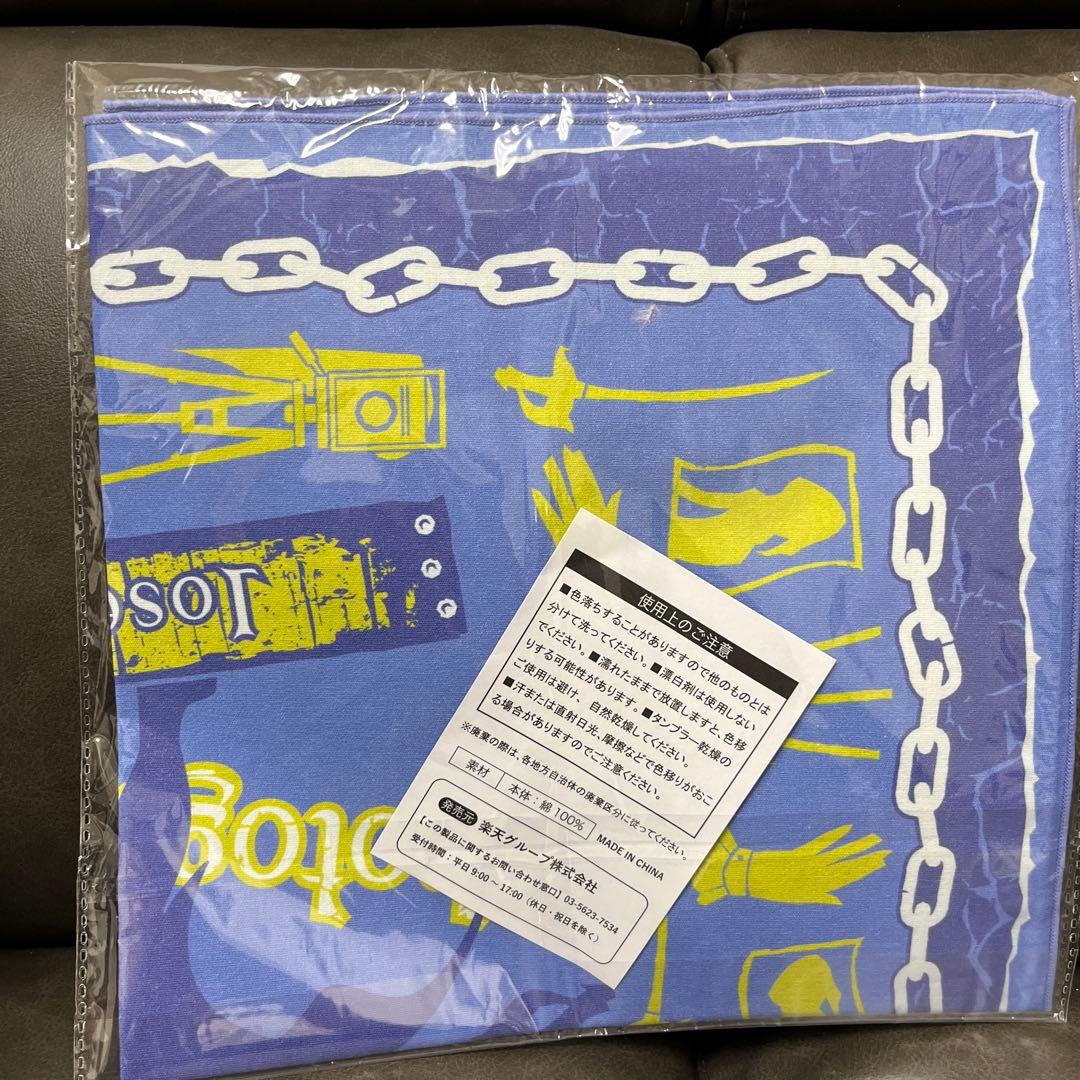 使用上のご注意
■色落ちすることがありますので他のものとは
分けて洗ってください。■漂白剤は使用しない
でください。■濡れたままで放置しますと、色移
りする可能性があります。■タンブラー乾燥の
ご使用は避け、自然乾燥してください。
■汗または直射日光、摩擦などで色移りがおこ
る場合がありますのでご注意ください。
※廃業の際は、各地方自治体の廃業区分に従ってください。
素材 本体：綿100%
MADE IN CHINA
発売元 楽天グループ株式会社
【この製品に関するお問い合わせ窓口】03-5623-7534
受付時間：平日9:00～17:00（休日・祝日を除く）